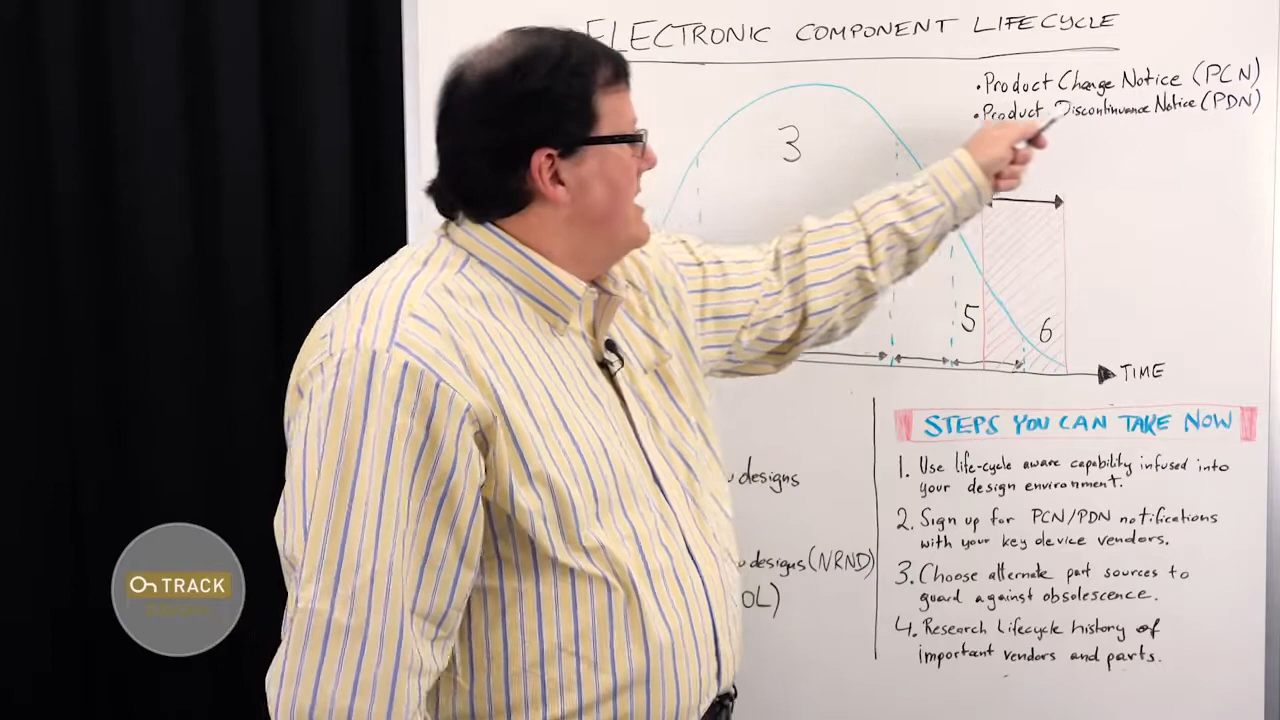 ELECTRONIC COMPONENT LIFECYCLE
• Product Change Notice (PCN)
• Product Discontinuance Notice (PDN)
3
5
6
TIME
designs
designs (NRND)
OL)
STEPS YOU CAN TAKE NOW
1. Use life-cycle aware capability infused into
your design environment.
2. Sign up for PCN/PDN notifications
with your key device vendors.
3. Choose alternate part sources to
guard against obsolescence.
4. Research Lifecycle history of
important vendors and parts.
On TRACK